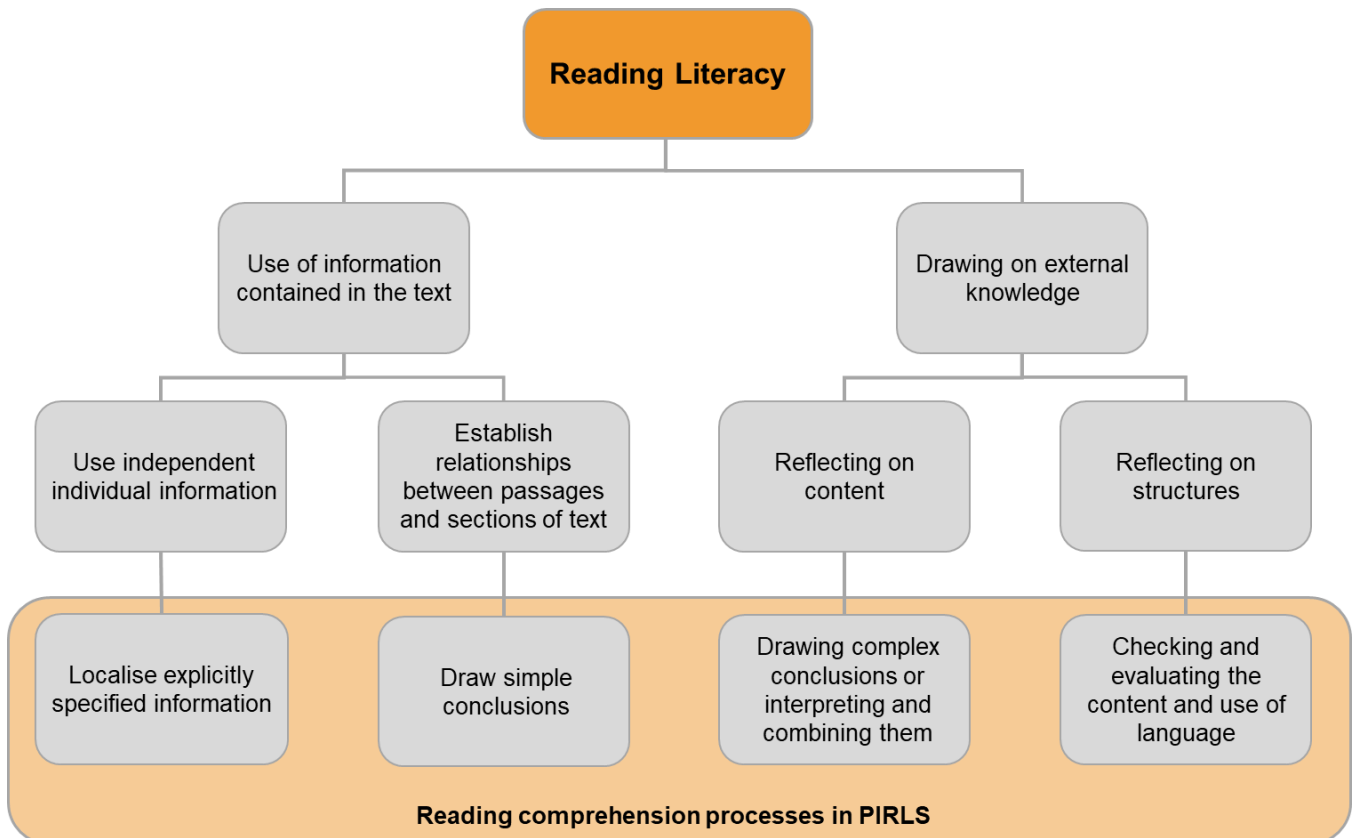 Reading Literacy
Use of information
contained in the text
Drawing on external
knowledge
Use independent
individual information
Establish
relationships
between passages
and sections of text
Reflecting on
content
Reflecting on
structures
Localise explicitly
specified information
Draw simple
conclusions
Drawing complex
conclusions or
interpreting and
combining them
Checking and
evaluating the
content and use of
language
Reading comprehension processes in PIRLS